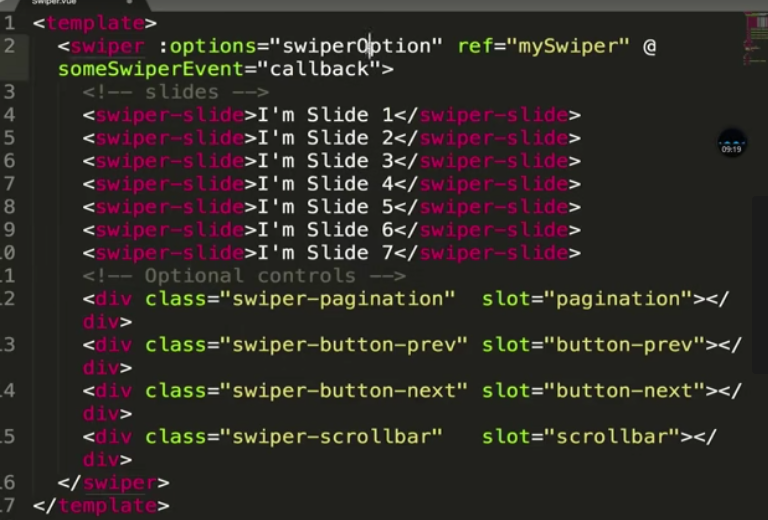 Swiper.vue
1 <template>
2 <swiper :options="swiperOption" ref="mySwiper" @
someSwiperEvent="callback">
3 <!-- slides -->
4 <swiper-slide>I'm Slide 1</swiper-slide>
5 <swiper-slide>I'm Slide 2</swiper-slide>
6 <swiper-slide>I'm Slide 3</swiper-slide>
7 <swiper-slide>I'm Slide 4</swiper-slide>
8 <swiper-slide>I'm Slide 5</swiper-slide>
9 <swiper-slide>I'm Slide 6</swiper-slide>
10 <swiper-slide>I'm Slide 7</swiper-slide>
11 <!-- Optional controls -->
12 <div class="swiper-pagination" slot="pagination"></
div>
13 <div class="swiper-button-prev" slot="button-prev"></
div>
14 <div class="swiper-button-next" slot="button-next"></
div>
15 <div class="swiper-scrollbar" slot="scrollbar"></
div>
16 </swiper>
17 </template>
09:19